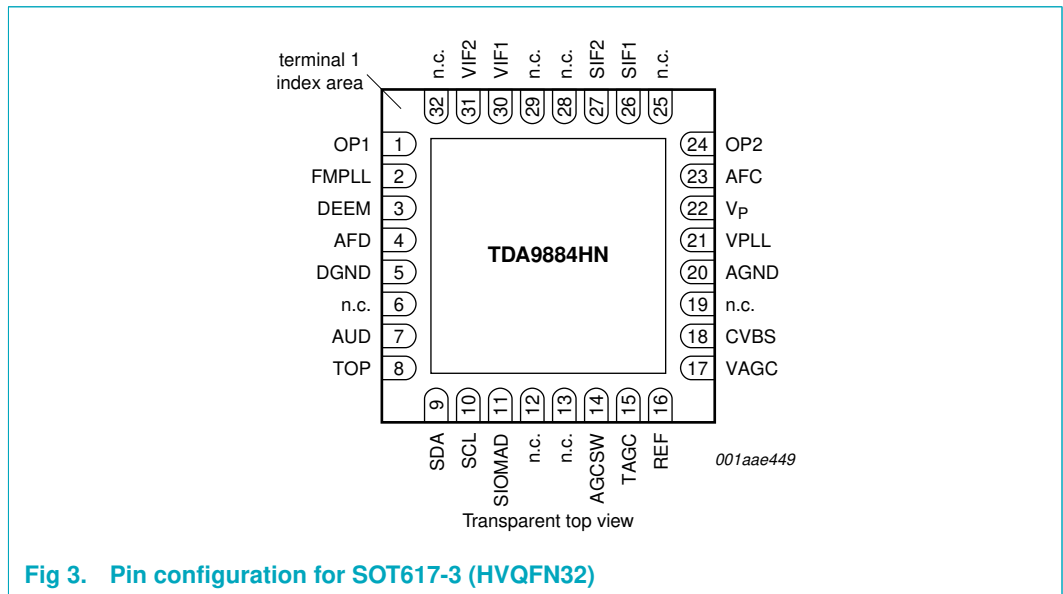 terminal 1
index area
n.c.
VIF2
VIF1
n.c.
n.c.
SIF2
SIF1
n.c.
32
31
30
29
28
27
26
25
OP1 1
FMPLL 2
DEEM 3
AFD 4
DGND 5
n.c. 6
AUD 7
TOP 8
TDA9884HN
24 OP2
23 AFC
22 VP
21 VPLL
20 AGND
19 n.c.
18 CVBS
17 VAGC
9
10
11
12
13
14
15
16
SDA
SCL
SIOMAD
n.c.
n.c.
AGCSW
TAGC
REF
001aae449
Transparent top view
Fig 3. Pin configuration for SOT617-3 (HVQFN32)